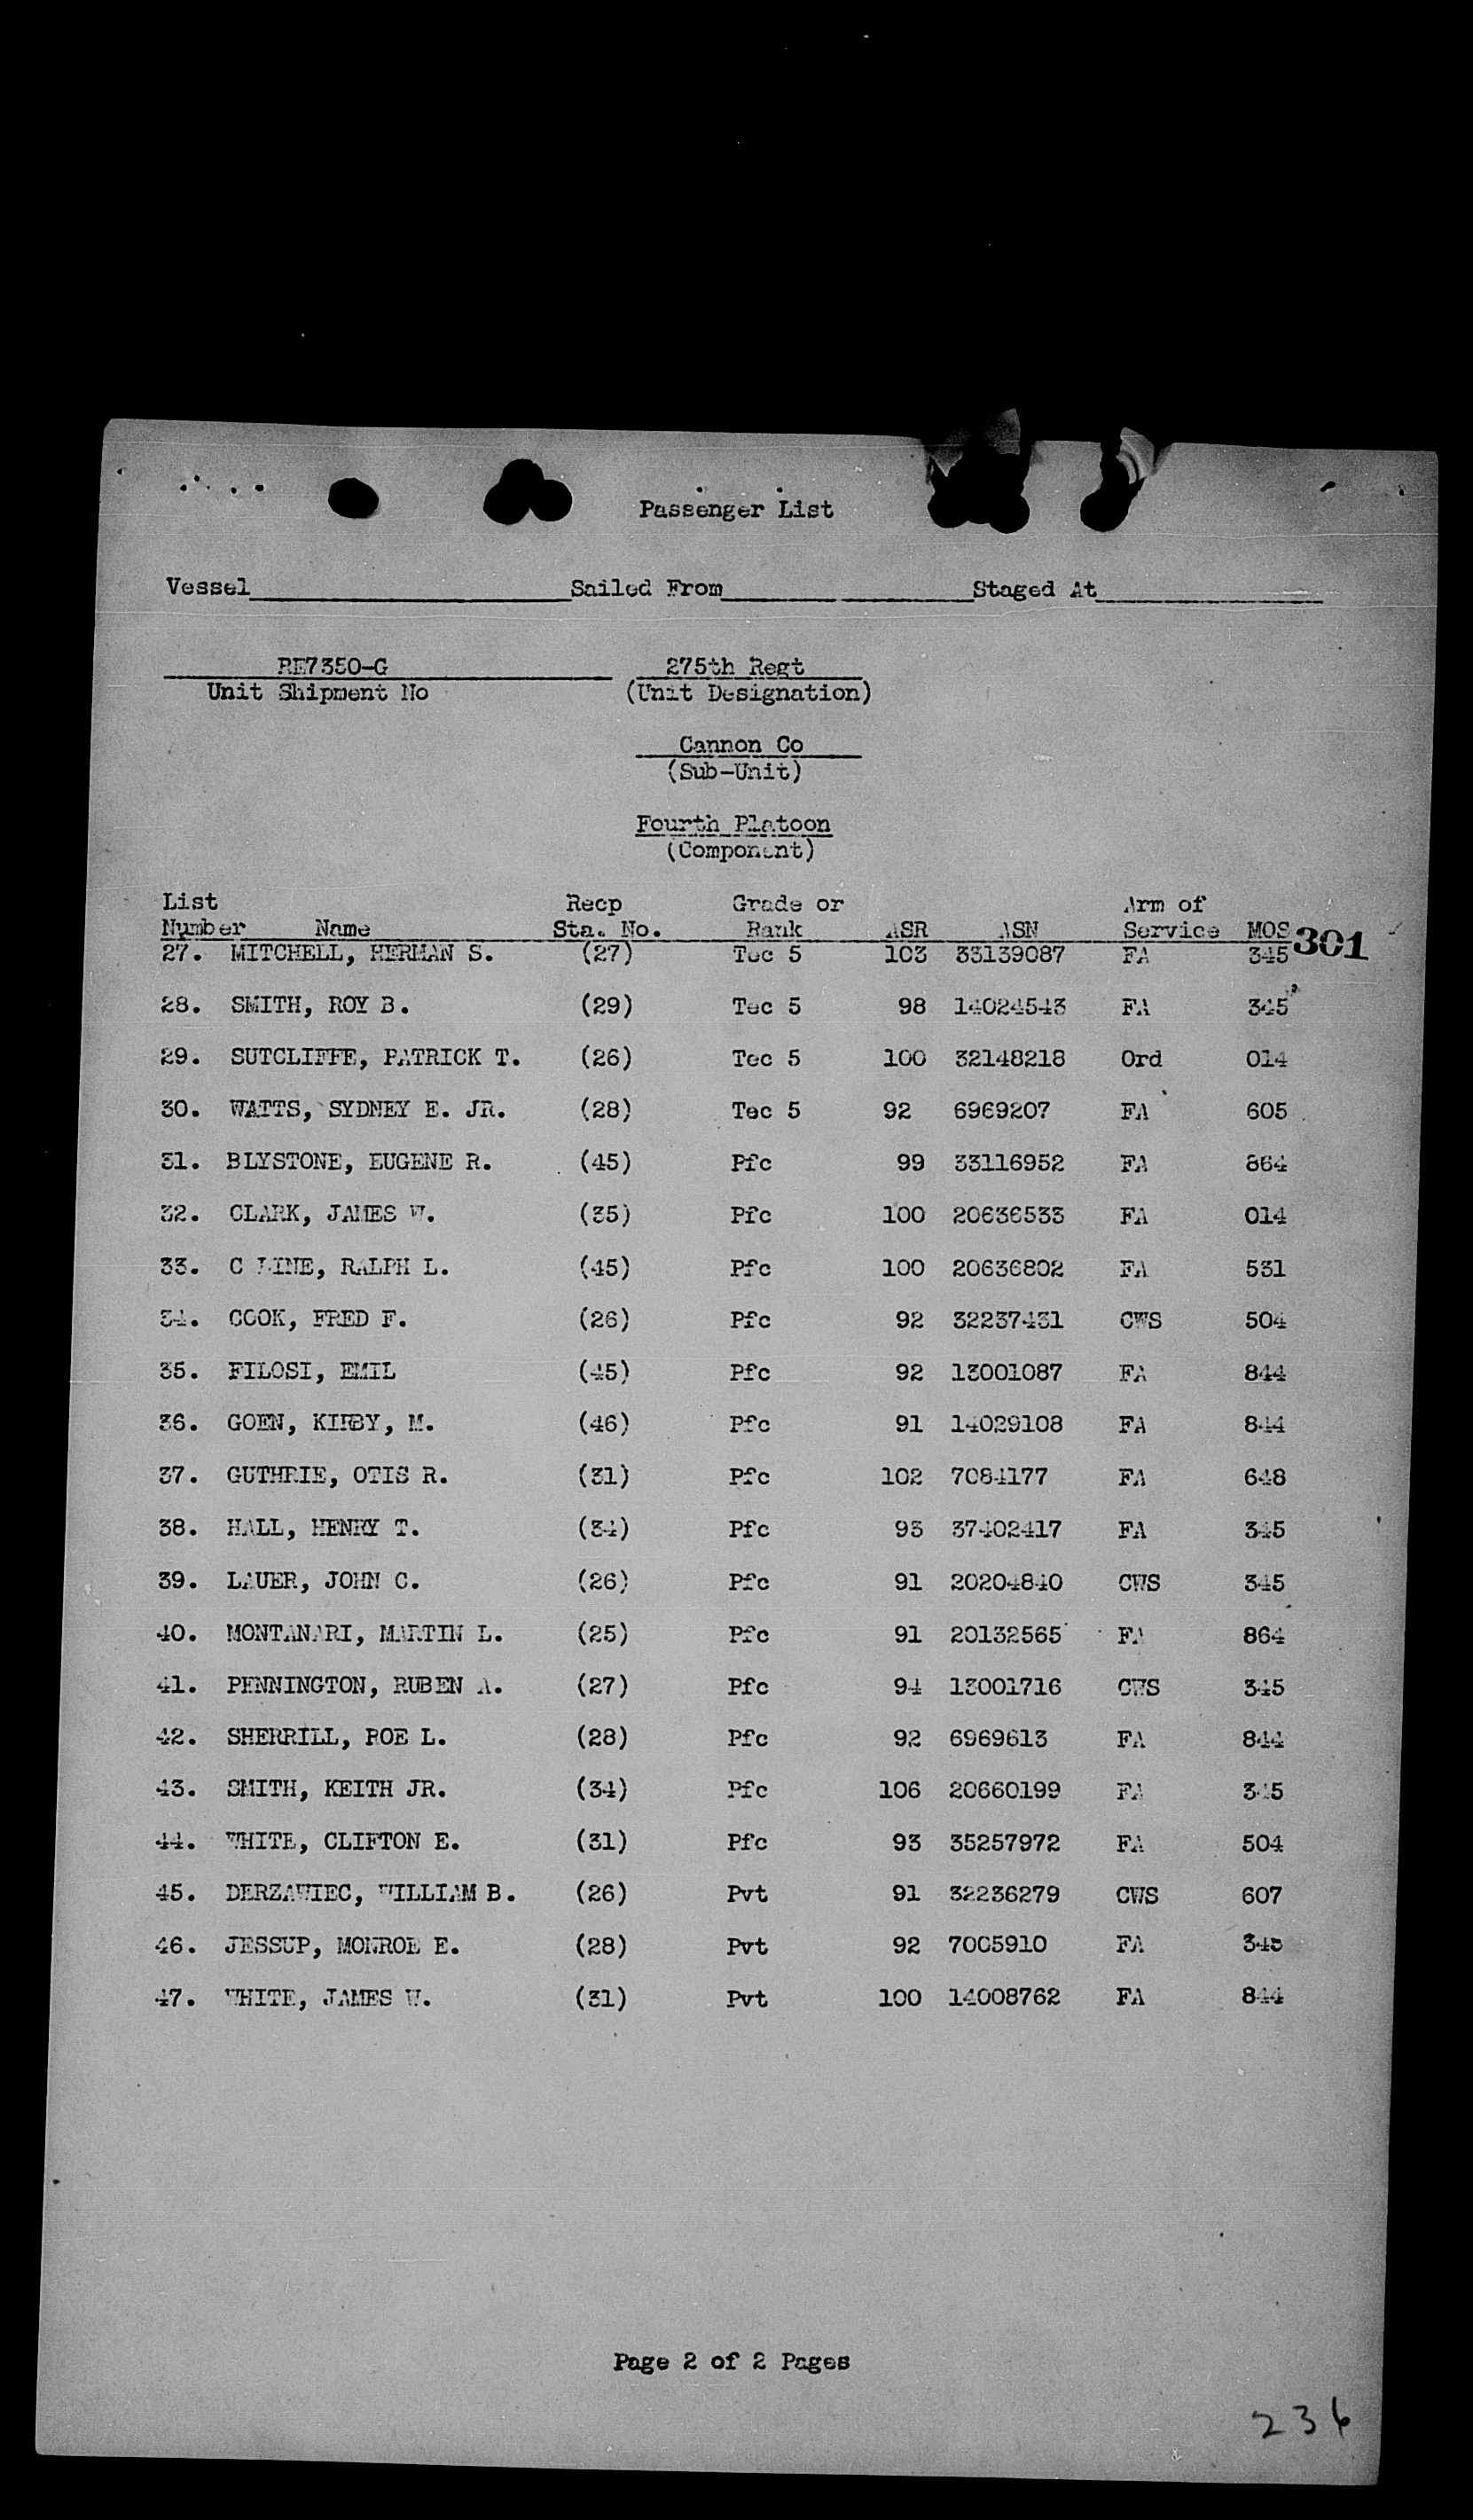 Passenger List
Vessel Sailed From Staged At
RE7350-G 275th Regt
Unit Shipment No (Unit Designation)
Cannon Co
(Sub-Unit)
Fourth Platoon
(Component)
List Recp Grade or Arm of
Number Name Sta. No. Rank ASR ASN Service MOS 301
27. MITCHELL, HERMAN S. (27) Tec 5 103 33139087 FA 345
28. SMITH, ROY B. (29) Tec 5 98 14024543 FA 345
29. SUTCLIFFE, PATRICK T. (26) Tec 5 100 32148218 Ord 014
30. WATTS, SYDNEY E. JR. (28) Tec 5 92 6969207 FA 605
31. BLYSTONE, EUGENE R. (45) Pfc 99 33116952 FA 864
32. CLARK, JAMES W. (35) Pfc 100 20636533 FA 014
33. RALPH L. (45) Pfc 100 20636802 FA 531
34. COOK, FRED F. (26) Pfc 92 32237431 CWS 504
35. FILOSI, EMIL (45) Pfc 92 13001087 FA 844
36. GOEN, KIRBY, M. (46) Pfc 91 14029108 FA 844
37. GUTHRIE, OTIS R. (31) Pfc 102 7084177 FA 648
38. HALL, HENRY T. (34) Pfc 93 37402417 FA 345
39. LAUER, JOHN C. (26) Pfc 91 20204840 CWS 345
40. MONTANARI, MARTIN L. (25) Pfc 91 20132565 FA 864
41. PENNINGTON, RUBEN A. (27) Pfc 94 13001716 CWS 345
42. SHERRILL, ROE L. (28) Pfc 92 6969613 FA 844
43. SMITH, KEITH JR. (34) Pfc 106 20660199 FA 345
44. WHITE, CLIFTON E. (31) Pfc 93 35257972 FA 504
45. DERZAWIEC, WILLIAM B. (26) Pvt 91 32236279 CWS 607
46. JESSUP, MONROE E. (28) Pvt 92 7005910 FA 345
47. WHITE, JAMES W. (31) Pvt 100 14008762 FA 844
Page 2 of 2 Pages
236